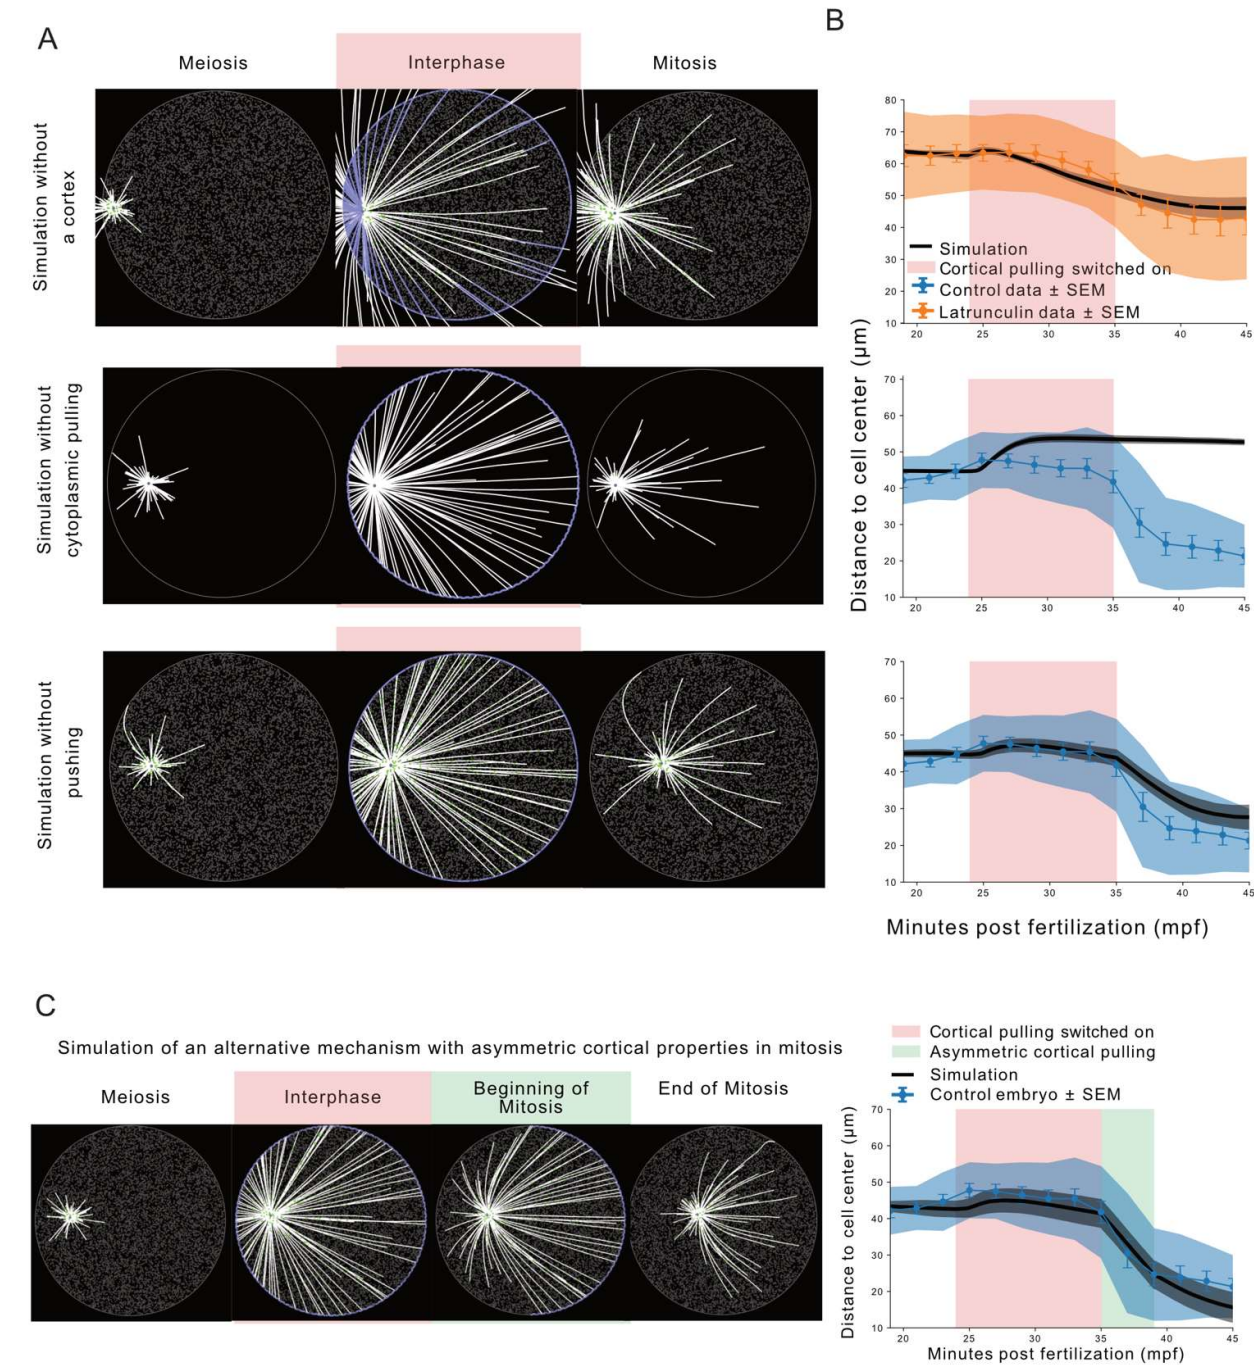 A
Meiosis
Interphase
Mitosis
Simulation without
a cortex
Simulation without
cytoplasmic pulling
Simulation without
pushing
B
80
70
60
50
40
30
20
10
20
25
30
35
40
45
Simulation
Cortical pulling switched on
Control data ± SEM
Latrunculin data ± SEM
Distance to cell center (µm)
70
60
50
40
30
20
10
20
25
30
35
40
45
70
60
50
40
30
20
10
20
25
30
35
40
45
Minutes post fertilization (mpf)
C
Simulation of an alternative mechanism with asymmetric cortical properties in mitosis
Meiosis
Interphase
Beginning of
Mitosis
End of Mitosis
Cortical pulling switched on
Asymmetric cortical pulling
Simulation
Control embryo ± SEM
Distance to cell center (µm)
70
60
50
40
30
20
10
20
25
30
35
40
45
Minutes post fertilization (mpf)